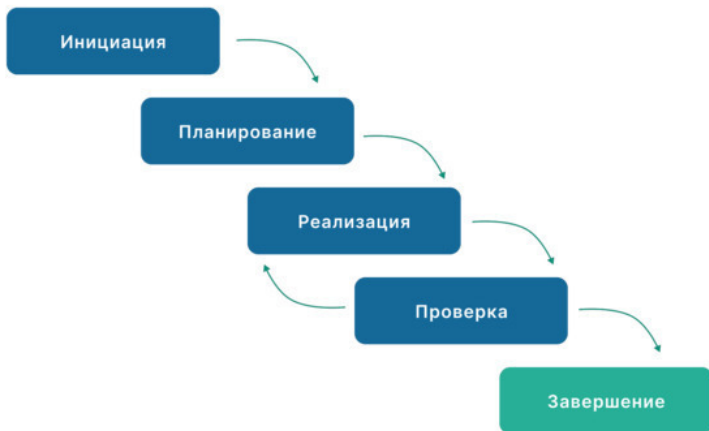 Инициация
Планирование
Реализация
Проверка
Завершение